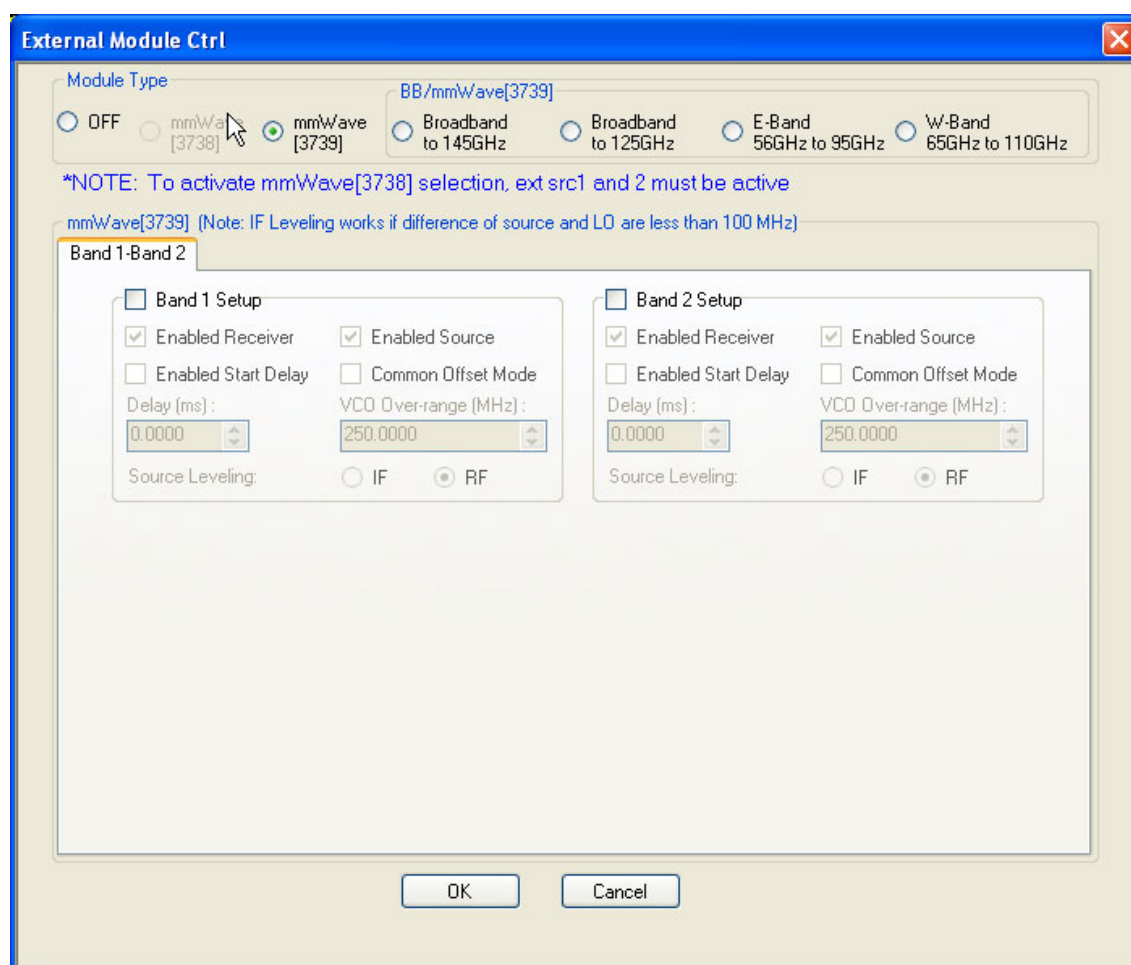 External Module Ctrl
Module Type
BB/mmWave[3739]
OFF
mmWave
[3738]
mmWave
[3739]
Broadband
to 145GHz
Broadband
to 125GHz
E-Band
56GHz to 95GHz
W-Band
65GHz to 110GHz
*NOTE: To activate mmWave[3738] selection, ext src1 and 2 must be active
mmWave[3739] (Note: IF Leveling works if difference of source and LO are less than 100 MHz)
Band 1-Band 2
Band 1 Setup
Enabled Receiver
Enabled Source
Enabled Start Delay
Common Offset Mode
Delay (ms) :
VCO Over-range (MHz) :
0.0000
250.0000
Source Leveling:
IF
RF
Band 2 Setup
Enabled Receiver
Enabled Source
Enabled Start Delay
Common Offset Mode
Delay (ms) :
VCO Over-range (MHz) :
0.0000
250.0000
Source Leveling:
IF
RF
OK
Cancel